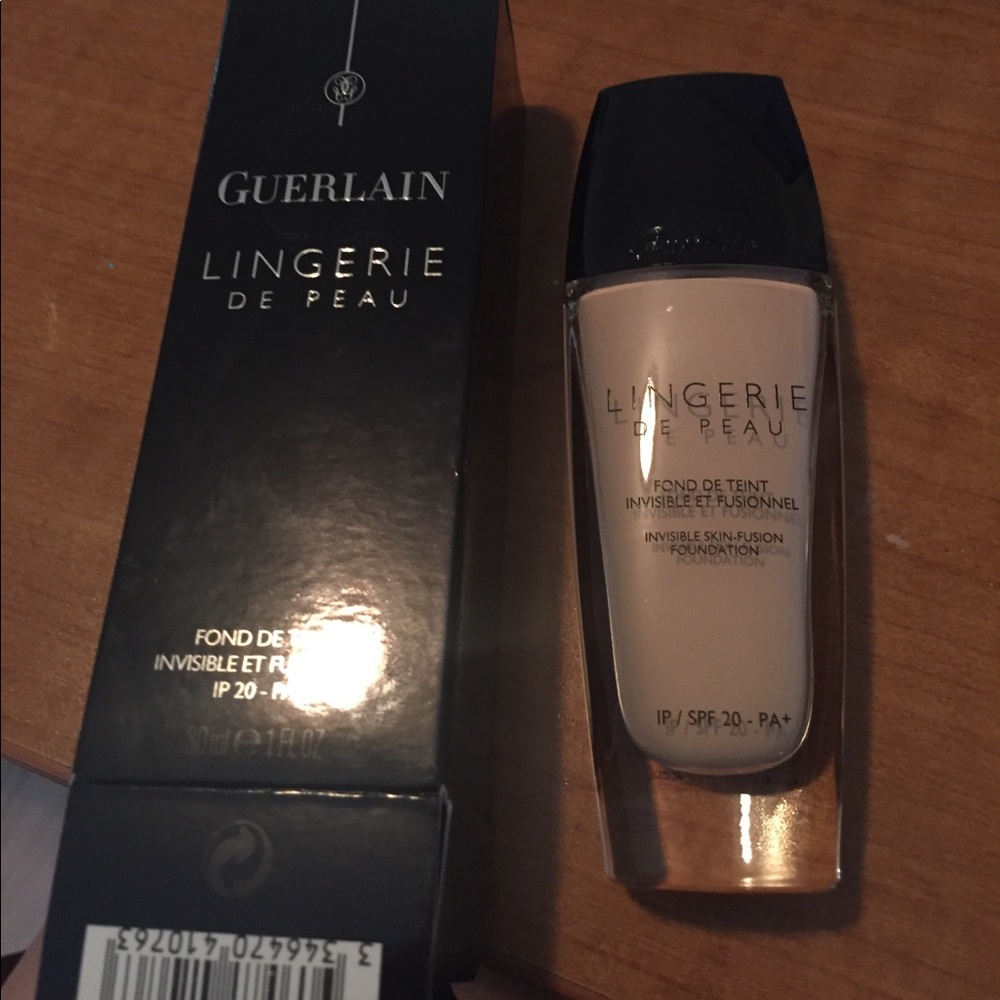 GUERLAIN
LINGERIE
DE PEAU
FOND DE
INVISIBLE ET
IP 20 -
30 ml e 1 FL OZ
3 346470 410763
Guerlain
LINGERIE
DE PEAU
FOND DE TEINT
INVISIBLE ET FUSIONNEL
INVISIBLE SKIN-FUSION
FOUNDATION
IP / SPF 20 - PA+